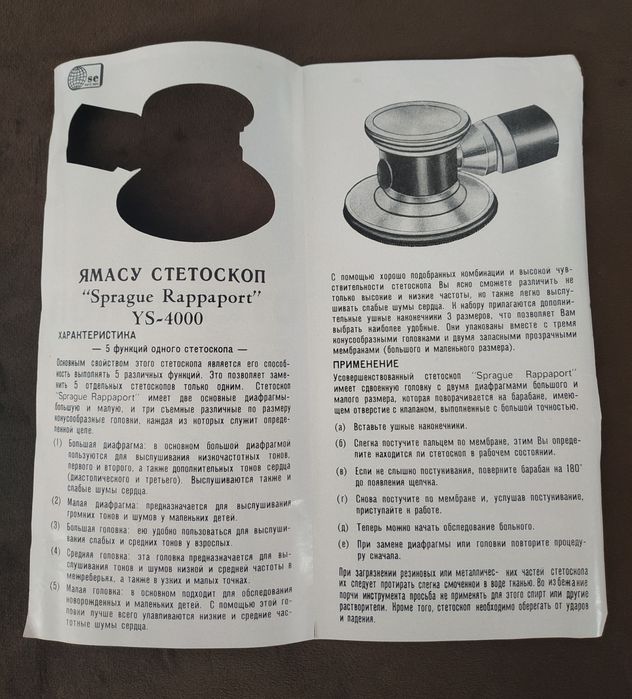 se
ЯМАСУ СТЕТОСКОП
"Sprague Rappaport"
YS-4000
ХАРАКТЕРИСТИКА
— 5 функций одного стетоскопа —
Основным свойством этого стетоскопа является его способ-
ность выполнять 5 различных функций. Это позволяет заме-
нить 5 отдельных стетоскопов только одним. Стетоскоп
"Sprague Rappaport" имеет две основные диафрагмы-
большую и малую, и три съемные различные по размеру
конусообразные головки, каждая из которых служит опреде-
ленной цели.
(1) Большая диафрагма: в основном большой диафрагмой
пользуются для выслушивания низкочастотных тонов,
первого и второго, а также дополнительных тонов сердца
(диастолического и третьего). Выслушиваются также и
слабые шумы сердца.
(2) Малая диафрагма: предназначается для выслушивания
громких тонов и шумов у маленьких детей.
(3) Большая головка: ею удобно пользоваться для выслуши-
вания слабых и средних тонов у взрослых.
(4) Средняя головка: эта головка предназначается для вы-
слушивания тонов и шумов низкой и средней частоты в
межреберьях, а также в узких и малых точках.
(5) Малая головка: в основном подходит для обследования
новорожденных и маленьких детей. С помощью этой го-
ловки лучше всего улавливаются низкие и средние час-
тотные шумы сердца.
С помощью хорошо подобранных комбинации и высокой чув-
ствительности стетоскопа Вы ясно сможете различить не
только высокие и низкие частоты, но также легко выслу-
шивать слабые шумы сердца. К набору прилагаются дополни-
тельные ушные наконечники 3 размеров, что позволяет Вам
выбрать наиболее удобные. Они упакованы вместе с тремя
конусообразными головками и двумя запасными прозрачными
мембранами (большого и маленького размера).
ПРИМЕНЕНИЕ
Усовершенствованный стетоскоп "Sprague Rappaport"
имеет сдвоенную головку с двумя диафрагмами большого и
малого размера, которая поворачивается на барабане, имею-
щем отверстие с клапаном, выполненные с большой точностью.
(а) Вставьте ушные наконечники.
(б) Слегка постучите пальцем по мембране, этим Вы опреде-
лите находится ли стетоскоп в рабочем состоянии.
(в) Если не слышно постукивания, поверните барабан на 180°
до появления щелчка.
(г) Снова постучите по мембране и, услушав постукивание,
приступайте к работе.
(д) Теперь можно начать обследование больного.
(е) При замене диафрагмы или головки повторите процеду-
ру сначала.
При загрязнении резиновых или металличес- них частей стетоскопа
их следует протирать слегка смоченной в воде тканью. Во избежание
порчи инструмента просьба не применять для этого спирт или другие
растворители. Кроме того, стетоскоп необходимо оберегать от ударов
и падения.